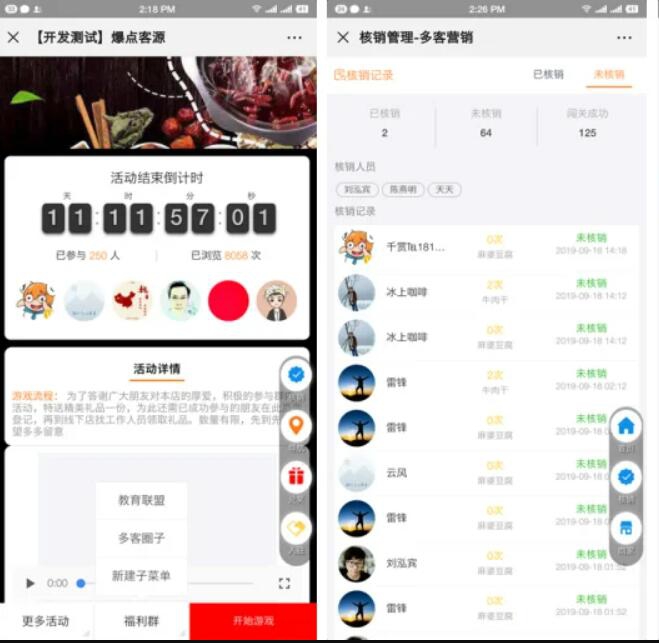 2:18 PM
41
【开发测试】爆点客源
活动结束倒计时
天 时 分 秒
11:11:57:01
已参与 250 人
已浏览 8058 次
活动详情
游戏流程： 为了答谢广大朋友对本店的厚爱，积极的参与
活动，特送精美礼品一份，为此还需已成功参与的朋友在此
登记，再到线下店找工作人员领取礼品。数量有限，先到先
望多多留意
入驻
教育联盟
多客圈子
新建子菜单
0:00
更多活动
福利群
开始游戏
2:26 PM
41
核销管理-多客营销
核销记录
已核销
未核销
已核销 未核销 闯关成功
2 64 125
核销人员
刘泓宾 陈燕明 天天
核销记录
千赏℡181... 0次 未核销
麻婆豆腐 2019-09-18 14:18
冰上咖啡 2次 未核销
牛肉干 2019-09-18 14:12
冰上咖啡 0次 未核销
麻婆豆腐 2019-09-18 14:12
雷锋 2次 未核销
牛肉干 2019-09-18 02:12
雷锋 0次 未核销
麻婆豆腐 2019-09-18 0
云风 0次 未核销
麻婆豆腐 2019-09-18 0
雷锋 0次 未核销
麻婆豆腐 2019-09-18 0
刘泓宾 0次 未核销
麻婆豆腐 2019-09-18 01:52
雷锋 0次 未核销
麻婆豆腐 2019-09-18 01:52
首页
核销
商家